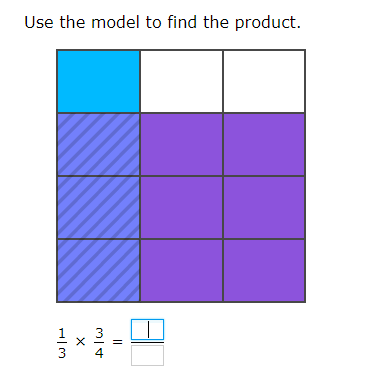 Use the model to find the product.
1/3 × 3/4 =